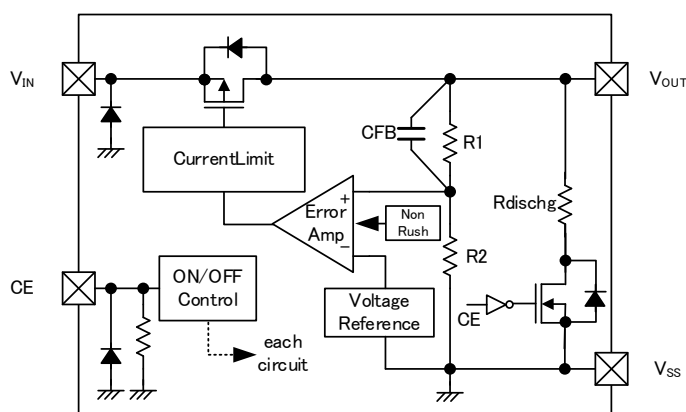 VIN
VOUT
CFB
R1
CurrentLimit
Rdischg
Error
Amp
+
−
Non
Rush
R2
CE
ON/OFF
Control
Voltage
Reference
CE
each
circuit
VSS